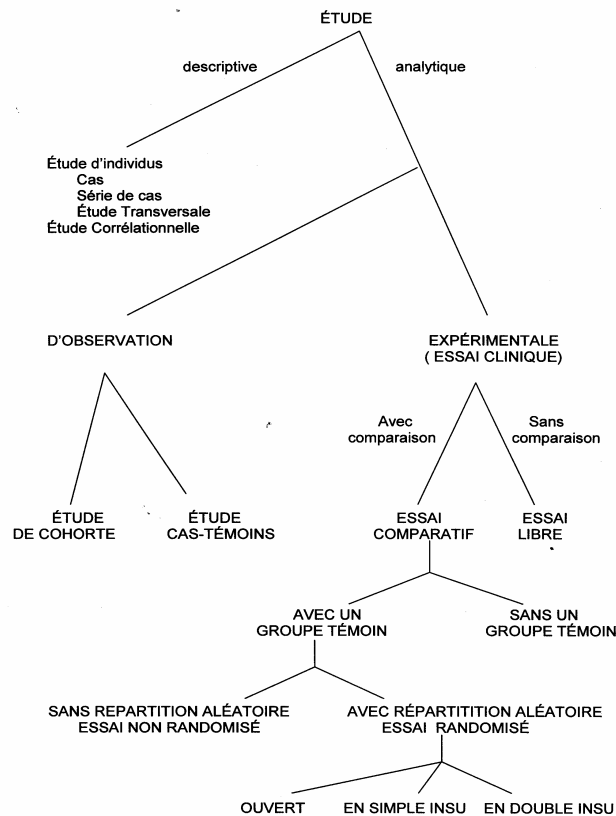 ÉTUDE
descriptive
analytique
Étude d'individus
Cas
Série de cas
Étude Transversale
Étude Corrélationnelle
D'OBSERVATION
EXPÉRIMENTALE
( ESSAI CLINIQUE)
Avec
comparaison
Sans
comparaison
ÉTUDE
DE COHORTE
ÉTUDE
CAS-TÉMOINS
ESSAI
COMPARATIF
ESSAI
LIBRE
AVEC UN
GROUPE TÉMOIN
SANS UN
GROUPE TÉMOIN
SANS REPARTITION ALÉATOIRE
ESSAI NON RANDOMISÉ
AVEC RÉPARTITITION ALÉATOIRE
ESSAI RANDOMISÉ
OUVERT
EN SIMPLE INSU
EN DOUBLE INSU